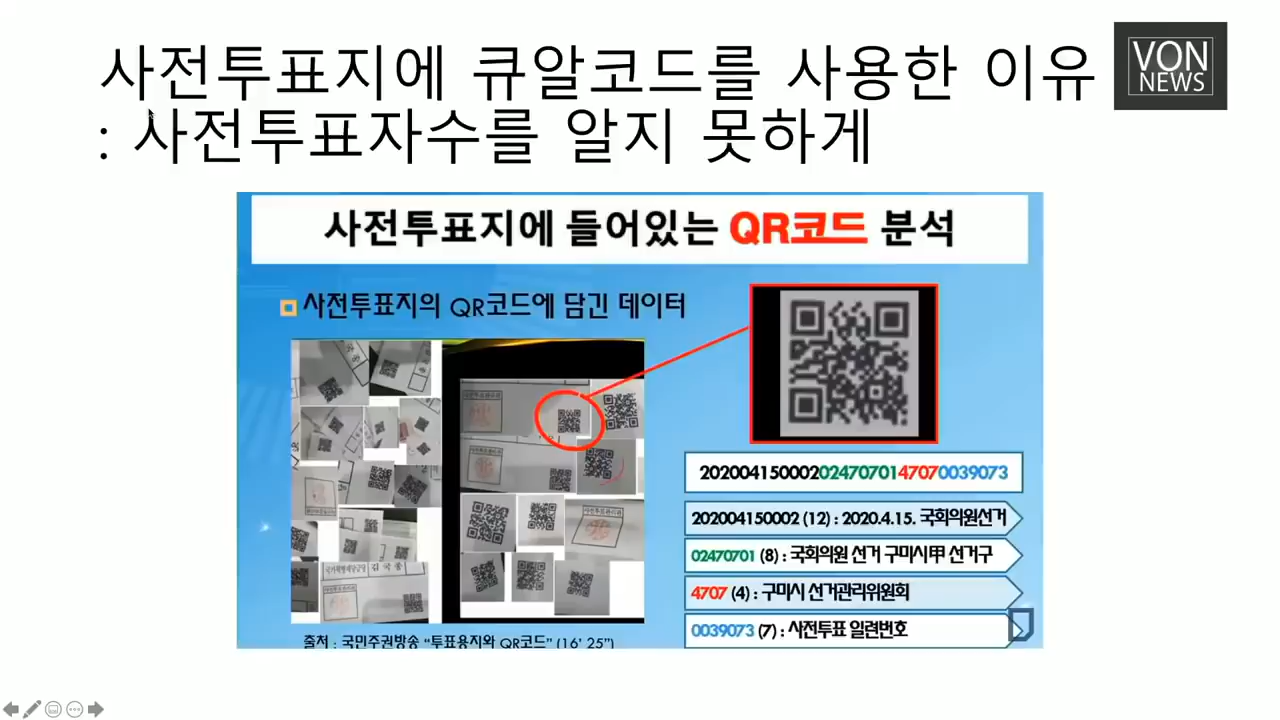 사전투표지에 큐알코드를 사용한 이유
: 사전투표자수를 알지 못하게
VON
NEWS
사전투표지에 들어있는 QR코드 분석
사전투표지의 QR코드에 담긴 데이터
2020041500020247070147070039073
202004150002 (12) : 2020.4.15. 국회의원선거
02470701 (8) : 국회의원 선거 구미시甲 선거구
4707 (4) : 구미시 선거관리위원회
0039073 (7) : 사전투표 일련번호
출처 : 국민주권방송 “투표용지와 QR코드” (16' 25”)